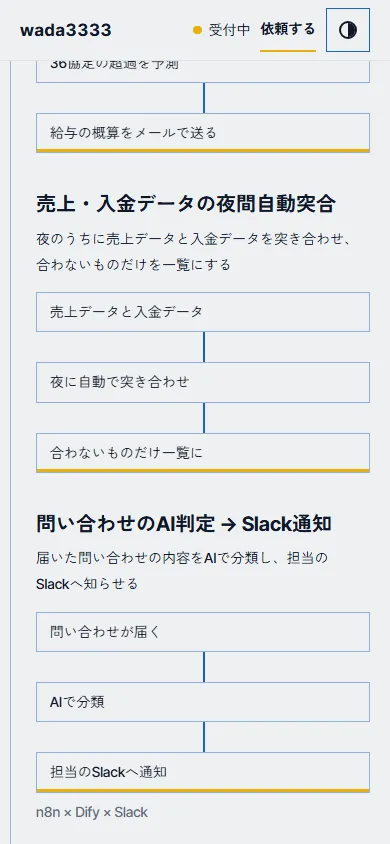 wada3333
受付中
依頼する
36協定の超過を予測
給与の概算をメールで送る
売上・入金データの夜間自動突合
夜のうちに売上データと入金データを突き合わせ、
合わないものだけを一覧にする
売上データと入金データ
夜に自動で突き合わせ
合わないものだけ一覧に
問い合わせのAI判定 → Slack通知
届いた問い合わせの内容をAIで分類し、担当の
Slackへ知らせる
問い合わせが届く
AIで分類
担当のSlackへ通知
n8n × Dify × Slack